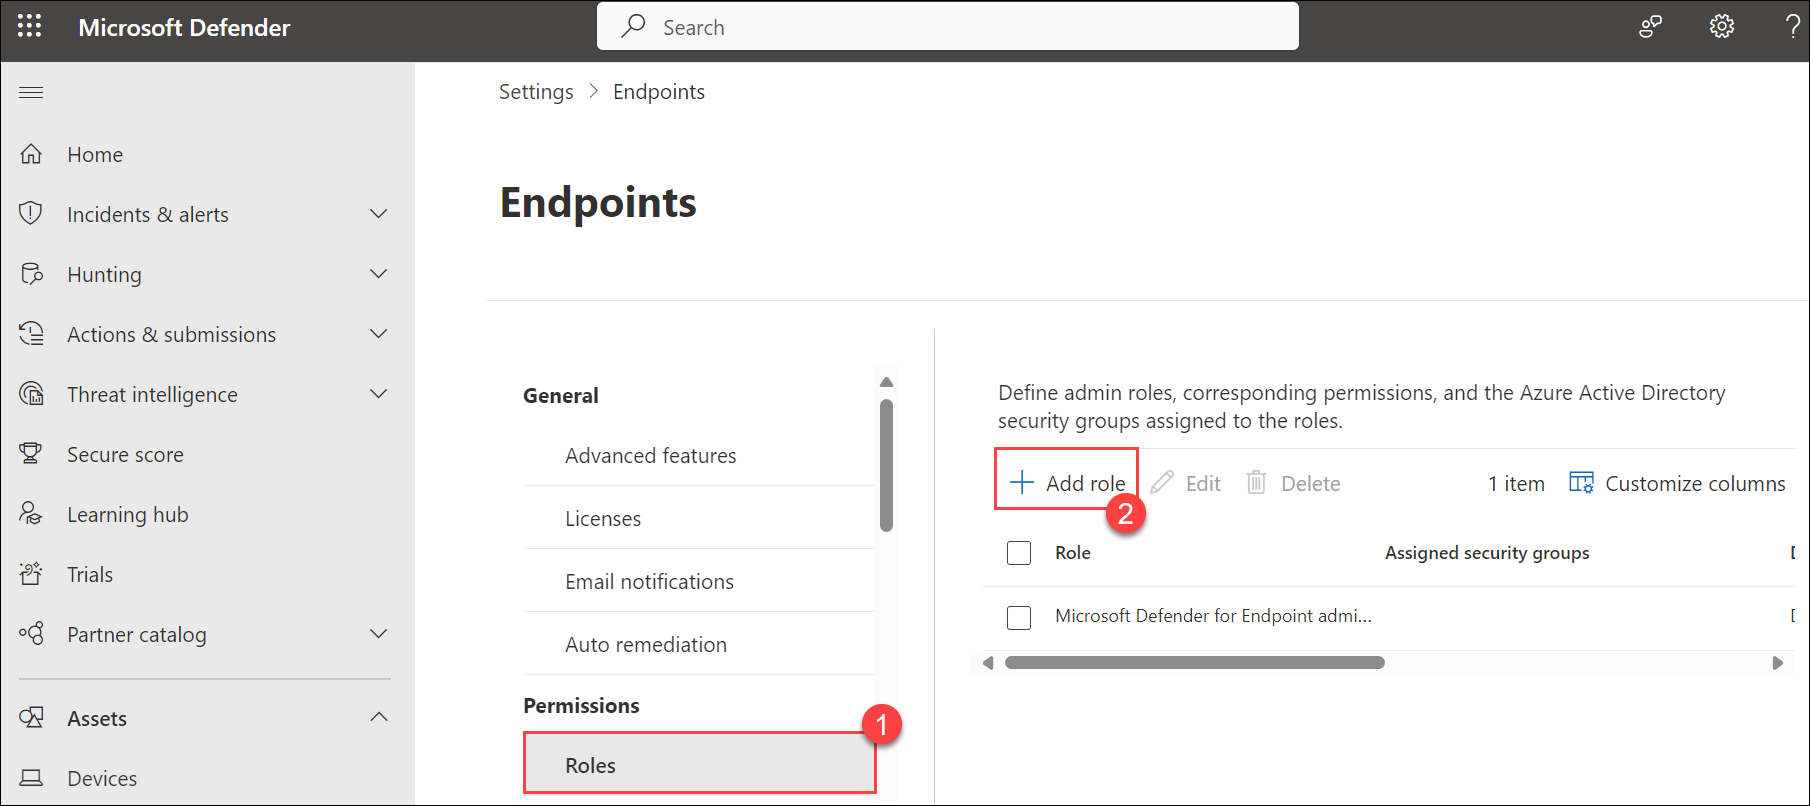 Microsoft Defender
Search
?
Settings > Endpoints
Home
Incidents & alerts
Hunting
Actions & submissions
Threat intelligence
Secure score
Learning hub
Trials
Partner catalog
Assets
Devices
Endpoints
General
Advanced features
Licenses
Email notifications
Auto remediation
Permissions
1
Roles
Define admin roles, corresponding permissions, and the Azure Active Directory
security groups assigned to the roles.
+ Add role Edit Delete 1 item Customize columns
2
Role Assigned security groups
Microsoft Defender for Endpoint admi...